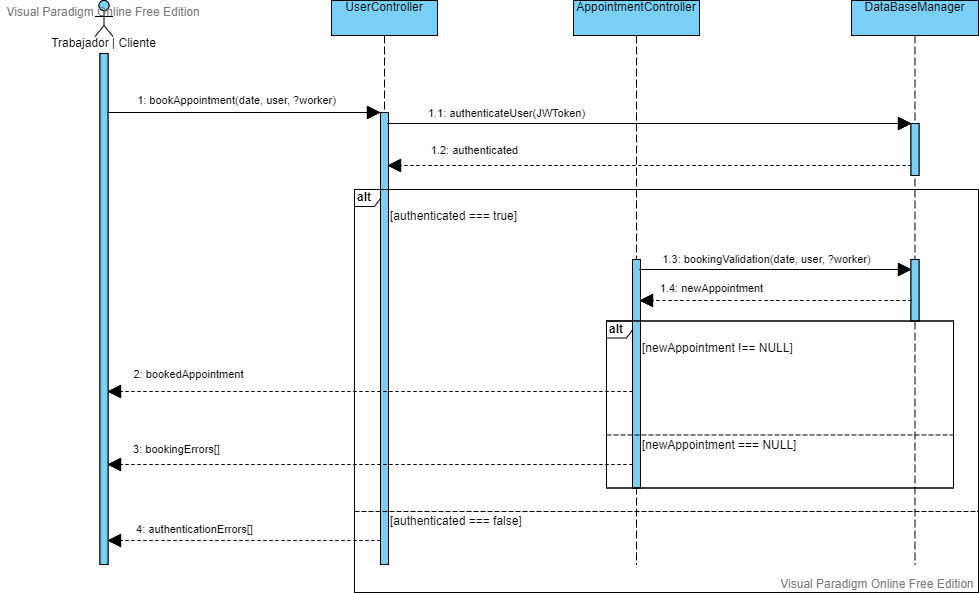 Visual Paradigm Online Free Edition
Trabajador | Cliente
UserController
AppointmentController
DataBaseManager
1: bookAppointment(date, user, ?worker)
1.1: authenticateUser(JWToken)
1.2: authenticated
alt
[authenticated === true]
1.3: bookingValidation(date, user, ?worker)
1.4: newAppointment
alt
[newAppointment !== NULL]
2: bookedAppointment
[newAppointment === NULL]
3: bookingErrors[]
[authenticated === false]
4: authenticationErrors[]
Visual Paradigm Online Free Edition